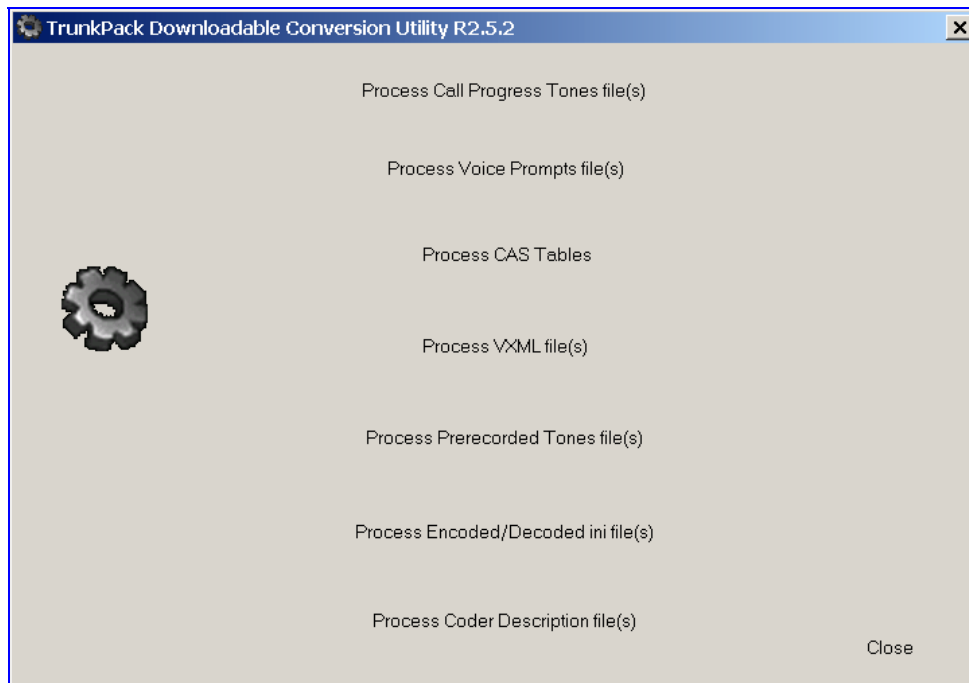 TrunkPack Downloadable Conversion Utility R2.5.2
Process Call Progress Tones file(s)
Process Voice Prompts file(s)
Process CAS Tables
Process VXML file(s)
Process Prerecorded Tones file(s)
Process Encoded/Decoded ini file(s)
Process Coder Description file(s)
Close